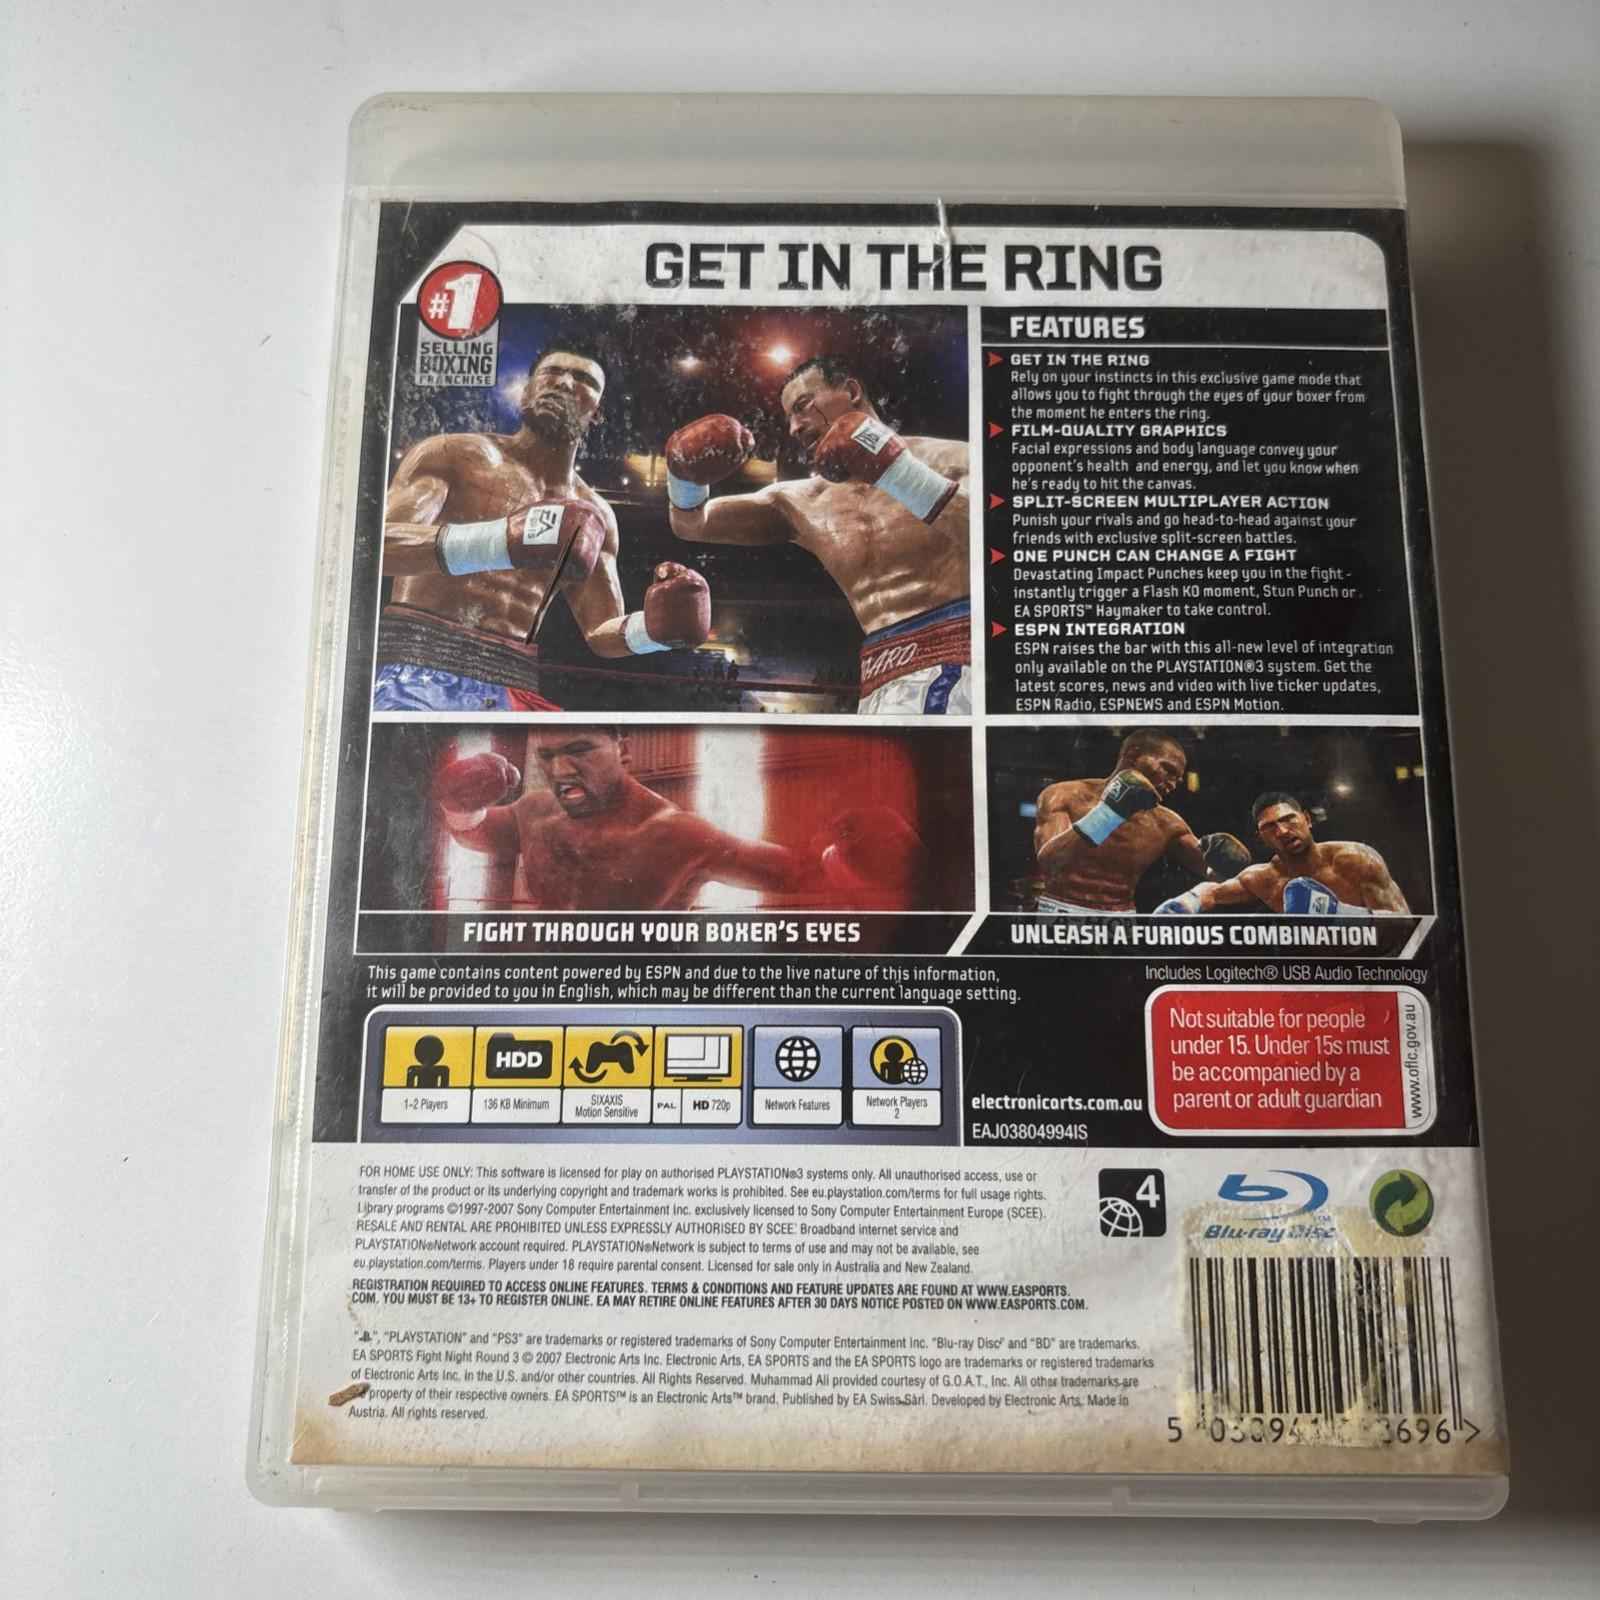 GET IN THE RING
#1
SELLING
BOXING
FRANCHISE
FEATURES
GET IN THE RING
Rely on your instincts in this exclusive game mode that
allows you to fight through the eyes of your boxer from
the moment he enters the ring.
FILM-QUALITY GRAPHICS
Facial expressions and body language convey your
opponent's health and energy, and let you know when
he's ready to hit the canvas.
SPLIT-SCREEN MULTIPLAYER ACTION
Punish your rivals and go head-to-head against your
friends with exclusive split-screen battles.
ONE PUNCH CAN CHANGE A FIGHT
Devastating Impact Punches keep you in the fight -
instantly trigger a Flash KO moment, Stun Punch or
EA SPORTS™ Haymaker to take control.
ESPN INTEGRATION
ESPN raises the bar with this all-new level of integration
only available on the PLAYSTATION®3 system. Get the
latest scores, news and video with live ticker updates,
ESPN Radio, ESPNEWS and ESPN Motion.
FIGHT THROUGH YOUR BOXER'S EYES
UNLEASH A FURIOUS COMBINATION
This game contains content powered by ESPN and due to the live nature of this information,
it will be provided to you in English, which may be different than the current language setting.
Includes Logitech® USB Audio Technology
HDD
1-2 Players
136 KB Minimum
SIXAXIS
Motion Sensitive
PAL
HD 720p
Network Features
Network Players
2
electronicarts.com.au
EAJ03804994IS
Not suitable for people
under 15. Under 15s must
be accompanied by a
parent or adult guardian
www.oflc.gov.au
FOR HOME USE ONLY: This software is licensed for play on authorised PLAYSTATION®3 systems only. All unauthorised access, use or
transfer of the product or its underlying copyright and trademark works is prohibited. See eu.playstation.com/terms for full usage rights.
Library programs ©1997-2007 Sony Computer Entertainment Inc. exclusively licensed to Sony Computer Entertainment Europe (SCEE).
RESALE AND RENTAL ARE PROHIBITED UNLESS EXPRESSLY AUTHORISED BY SCEE. Broadband internet service and
PLAYSTATION®Network account required. PLAYSTATION®Network is subject to terms of use and may not be available, see
eu.playstation.com/terms. Players under 18 require parental consent. Licensed for sale only in Australia and New Zealand.
REGISTRATION REQUIRED TO ACCESS ONLINE FEATURES. TERMS & CONDITIONS AND FEATURE UPDATES ARE FOUND AT WWW.EASPORTS.
COM. YOU MUST BE 13+ TO REGISTER ONLINE. EA MAY RETIRE ONLINE FEATURES AFTER 30 DAYS NOTICE POSTED ON WWW.EASPORTS.COM.
"PLAYSTATION" and "PS3" are trademarks or registered trademarks of Sony Computer Entertainment Inc. "Blu-ray Disc" and "BD" are trademarks.
EA SPORTS Fight Night Round 3 © 2007 Electronic Arts Inc. Electronic Arts, EA SPORTS and the EA SPORTS logo are trademarks or registered trademarks
of Electronic Arts Inc. in the U.S. and/or other countries. All Rights Reserved. Muhammad Ali provided courtesy of G.O.A.T., Inc. All other trademarks are
property of their respective owners. EA SPORTS™ is an Electronic Arts™ brand. Published by EA Swiss Sàrl. Developed by Electronic Arts. Made in
Austria. All rights reserved.
4
Blu-ray Disc